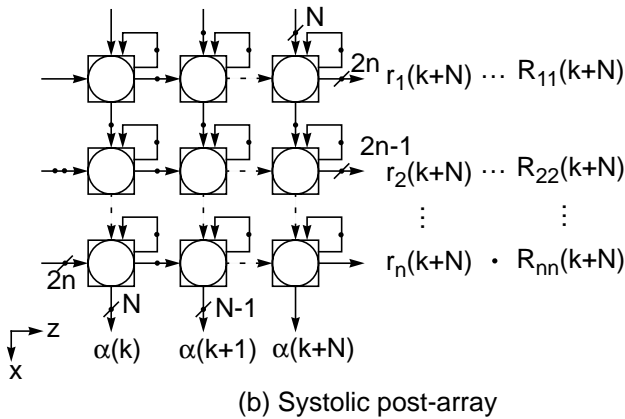 N
2n r₁(k+N) ··· R₁₁(k+N)
2n-1
r₂(k+N) ··· R₂₂(k+N)
⋮ ⋮
rₙ(k+N) · Rₙₙ(k+N)
2n
N N-1
z
x
α(k) α(k+1) α(k+N)
(b) Systolic post-array